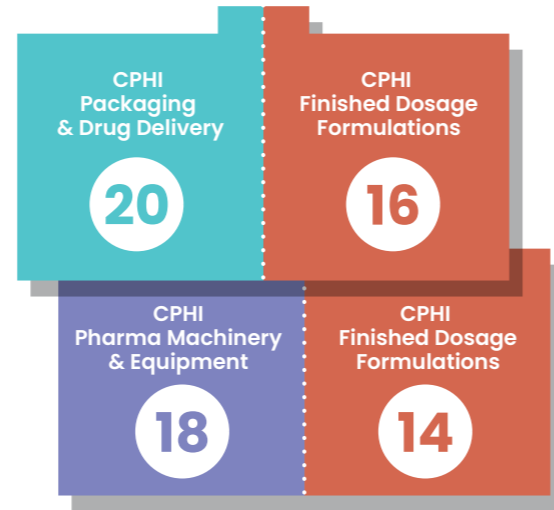 CPHI
Packaging
& Drug Delivery
20
CPHI
Finished Dosage
Formulations
16
CPHI
Pharma Machinery
& Equipment
18
CPHI
Finished Dosage
Formulations
14